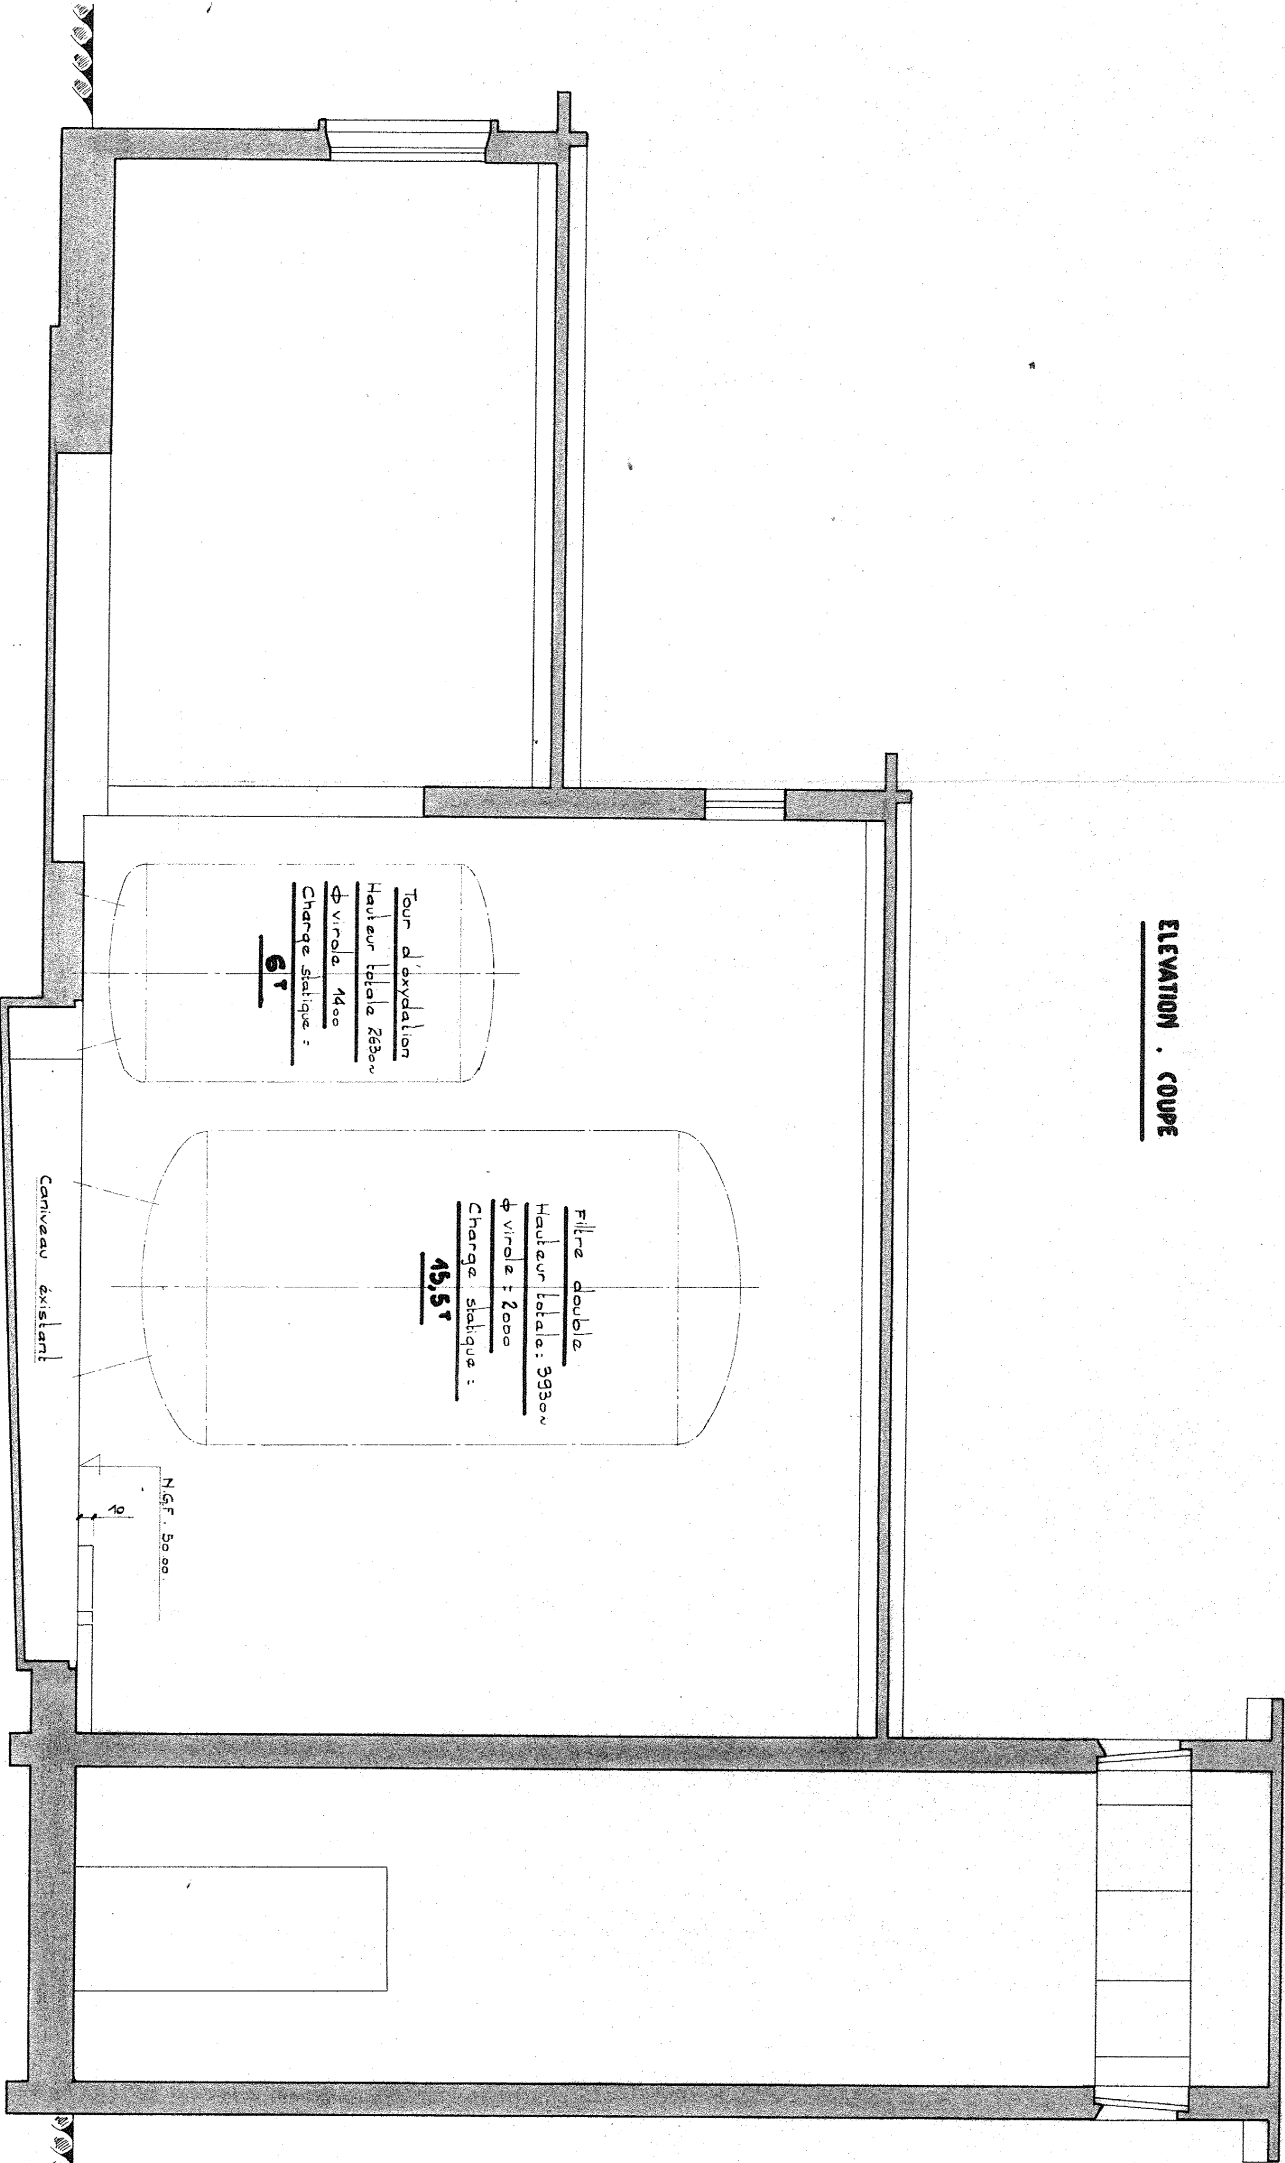 ELEVATION . COUPE
Tour d'oxydation
Hauteur totale 2630~
ϕ virole 1400
Charge statique :
6T
Filtre double
Hauteur totale : 3930~
ϕ virole : 2000
Charge statique :
15,5T
N.G.F. 50.00.
10
Caniveau éxistant